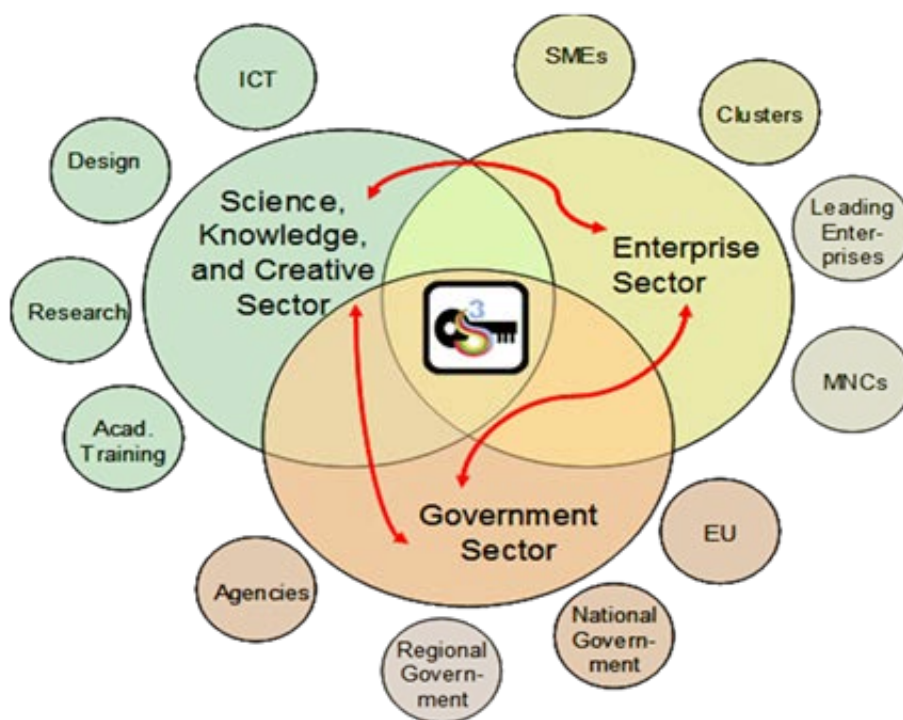 ICT
SMEs
Clusters
Design
Science,
Knowledge,
and Creative
Sector
Enterprise
Sector
Leading
Enter-
prises
Research
3
MNCs
Acad.
Training
Government
Sector
EU
Agencies
National
Govern-
ment
Regional
Govern-
ment